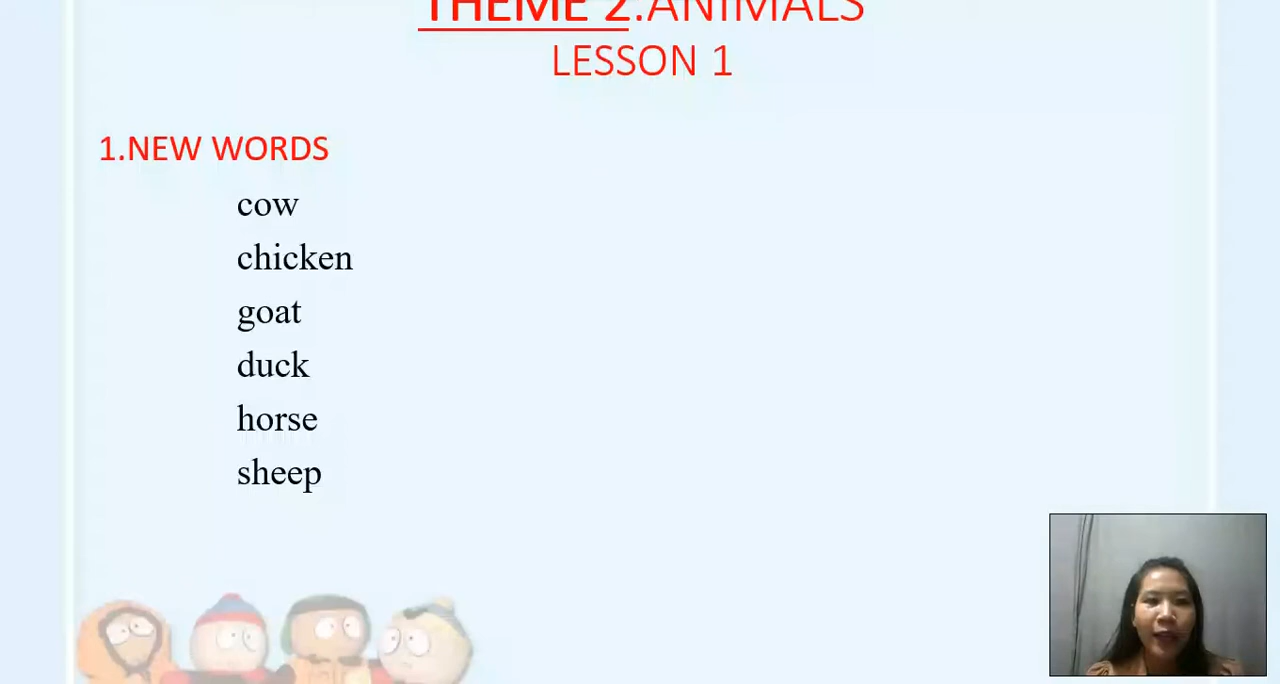 THEME 2.ANIMALS
LESSON 1
1.NEW WORDS
cow
chicken
goat
duck
horse
sheep